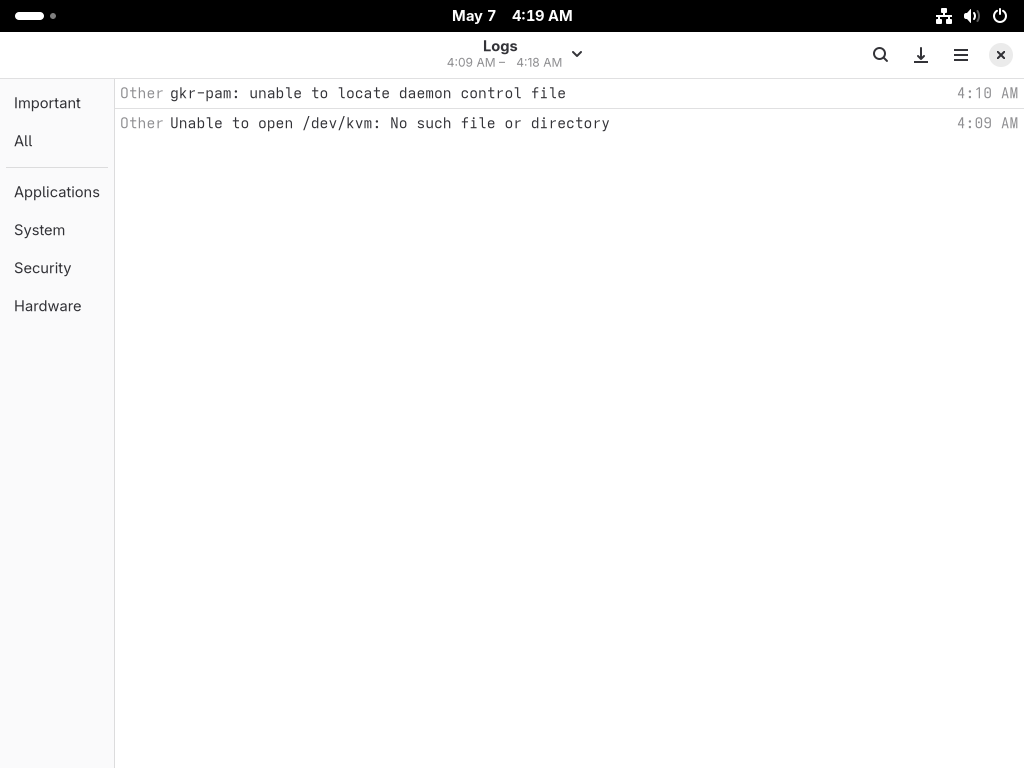 May 7 4:19 AM
Logs
4:09 AM – 4:18 AM
Important
All
Applications
System
Security
Hardware
Other gkr-pam: unable to locate daemon control file 4:10 AM
Other Unable to open /dev/kvm: No such file or directory 4:09 AM